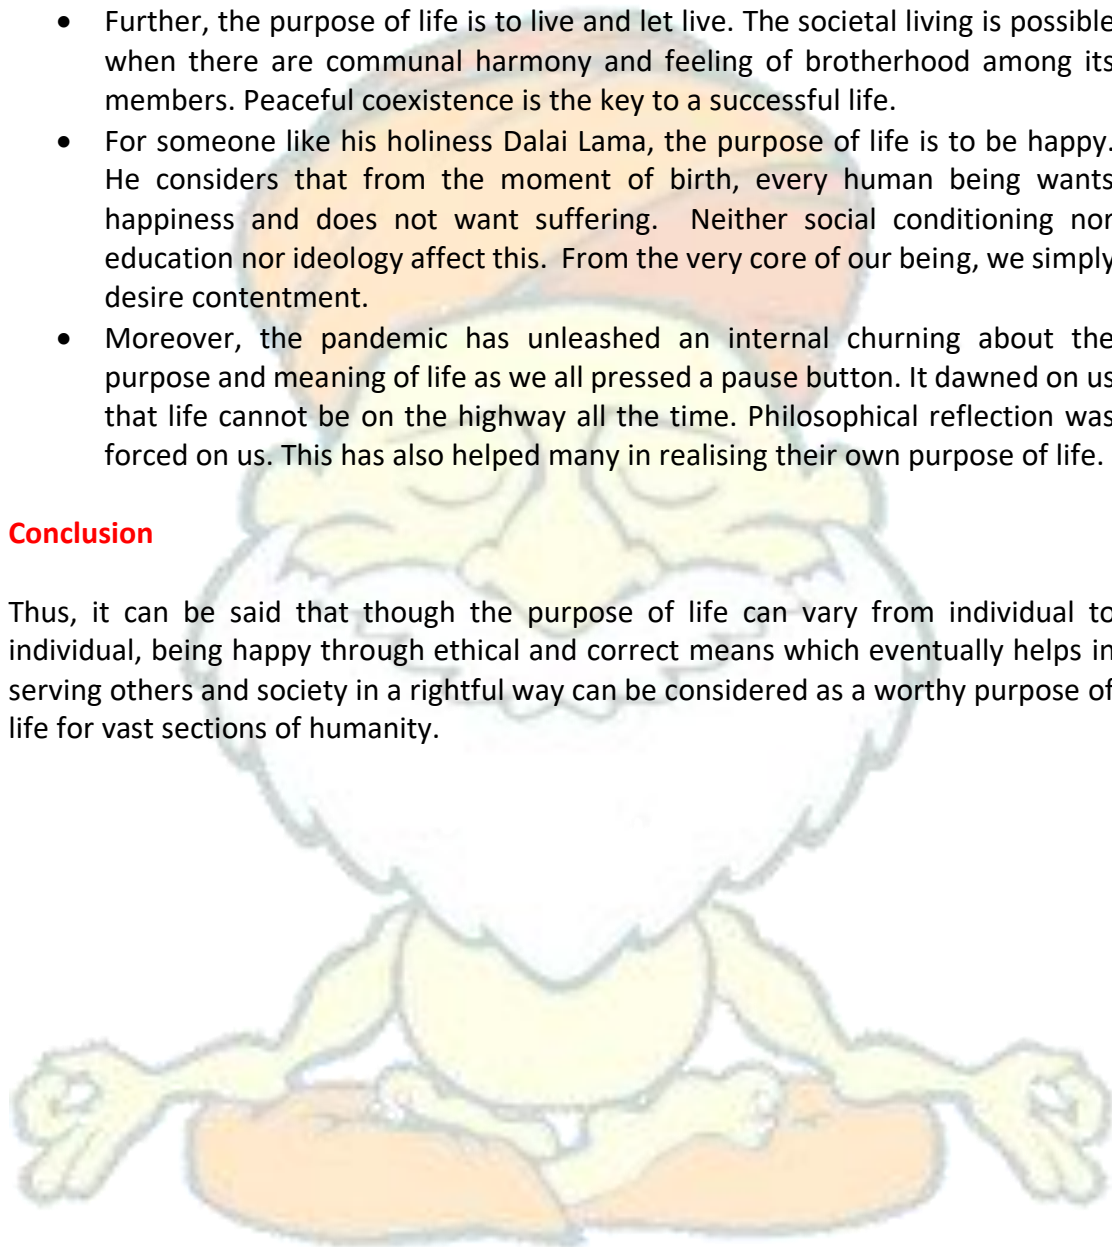 • Further, the purpose of life is to live and let live. The societal living is possible
when there are communal harmony and feeling of brotherhood among its
members. Peaceful coexistence is the key to a successful life.
• For someone like his holiness Dalai Lama, the purpose of life is to be happy.
He considers that from the moment of birth, every human being wants
happiness and does not want suffering. Neither social conditioning nor
education nor ideology affect this. From the very core of our being, we simply
desire contentment.
• Moreover, the pandemic has unleashed an internal churning about the
purpose and meaning of life as we all pressed a pause button. It dawned on us
that life cannot be on the highway all the time. Philosophical reflection was
forced on us. This has also helped many in realising their own purpose of life.
Conclusion
Thus, it can be said that though the purpose of life can vary from individual to
individual, being happy through ethical and correct means which eventually helps in
serving others and society in a rightful way can be considered as a worthy purpose of
life for vast sections of humanity.